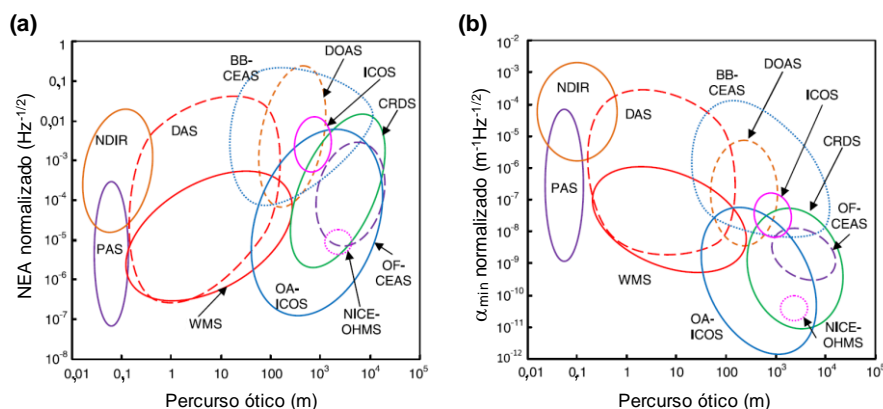 (a)
NEA normalizado (Hz⁻¹/²)
1
0,1
0,01
10⁻³
10⁻⁴
10⁻⁵
10⁻⁶
10⁻⁷
10⁻⁸
BB-
CEAS
DOAS
ICOS
CRDS
NDIR
DAS
PAS
WMS
OA-
ICOS
NICE-
OHMS
OF-
CEAS
0,01 0,1 1 10 100 10³ 10⁴ 10⁵
Percurso ótico (m)
(b)
α min normalizado (m⁻¹Hz⁻¹/²)
10⁻²
10⁻³
10⁻⁴
10⁻⁵
10⁻⁶
10⁻⁷
10⁻⁸
10⁻⁹
10⁻¹⁰
10⁻¹¹
10⁻¹²
NDIR
DAS
BB-
CEAS
DOAS
ICOS
CRDS
PAS
OF-
CEAS
WMS
OA-
ICOS
NICE-
OHMS
0,01 0,1 1 10 100 10³ 10⁴ 10⁵
Percurso ótico (m)